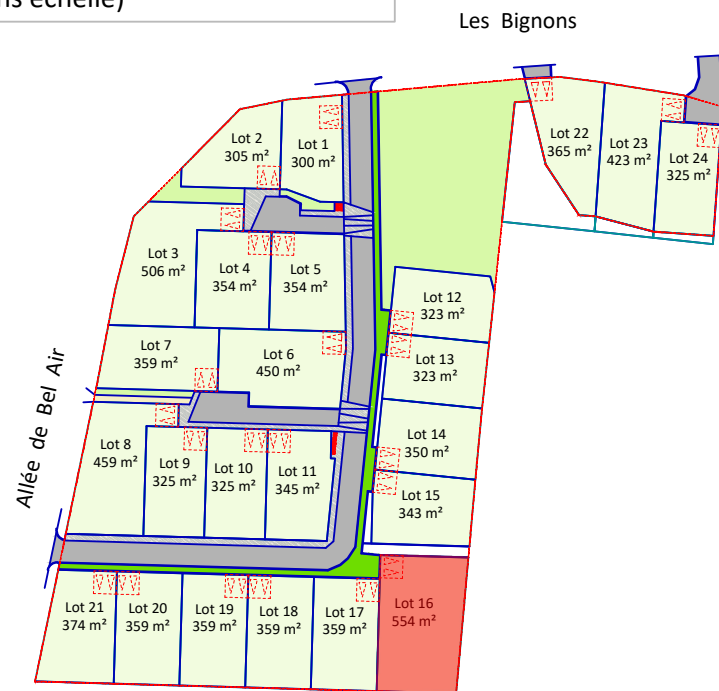 ns échelle)
Les Bignons
Lot 2
305 m²
Lot 1
300 m²
Lot 22
365 m²
Lot 23
423 m²
Lot 24
325 m²
Lot 3
506 m²
Lot 4
354 m²
Lot 5
354 m²
Lot 12
323 m²
Lot 7
359 m²
Lot 6
450 m²
Lot 13
323 m²
Allée de Bel Air
Lot 8
459 m²
Lot 9
325 m²
Lot 10
325 m²
Lot 11
345 m²
Lot 14
350 m²
Lot 15
343 m²
Lot 21
374 m²
Lot 20
359 m²
Lot 19
359 m²
Lot 18
359 m²
Lot 17
359 m²
Lot 16
554 m²